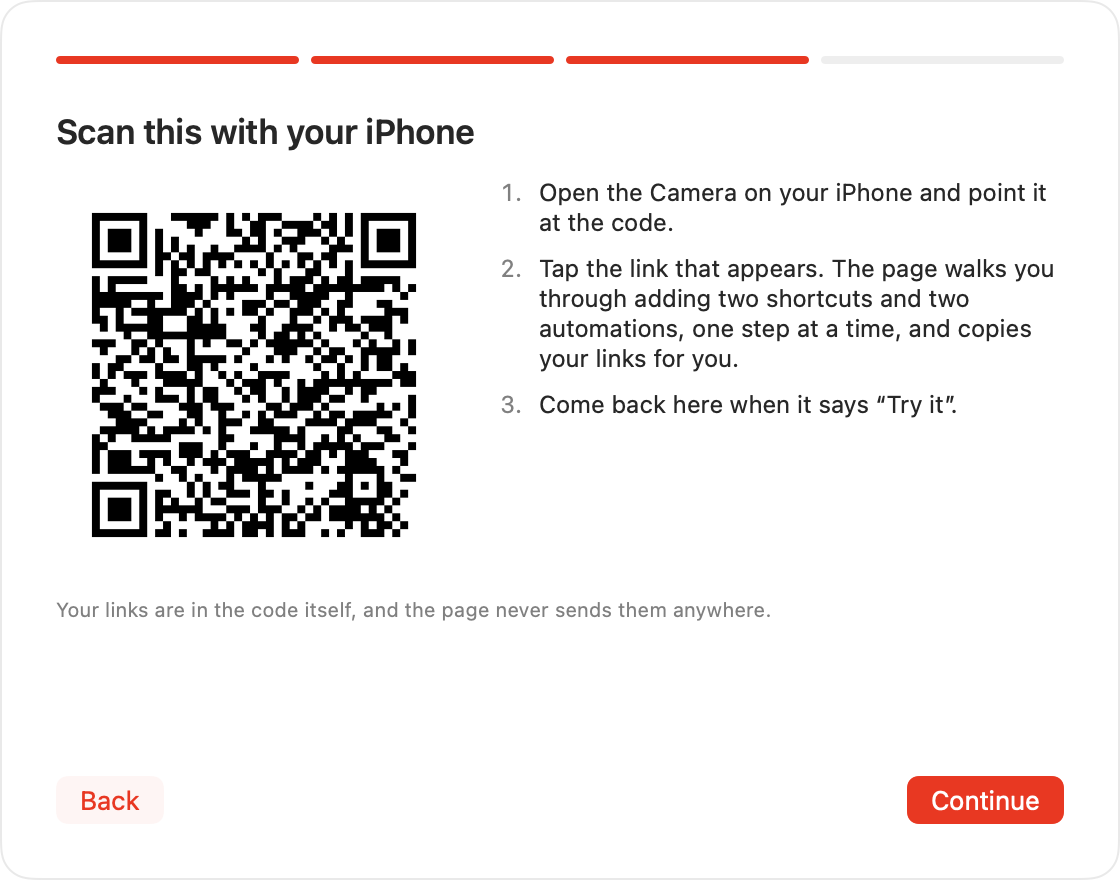 Scan this with your iPhone
1. Open the Camera on your iPhone and point it
at the code.
2. Tap the link that appears. The page walks you
through adding two shortcuts and two
automations, one step at a time, and copies
your links for you.
3. Come back here when it says “Try it”.
Your links are in the code itself, and the page never sends them anywhere.
Back
Continue